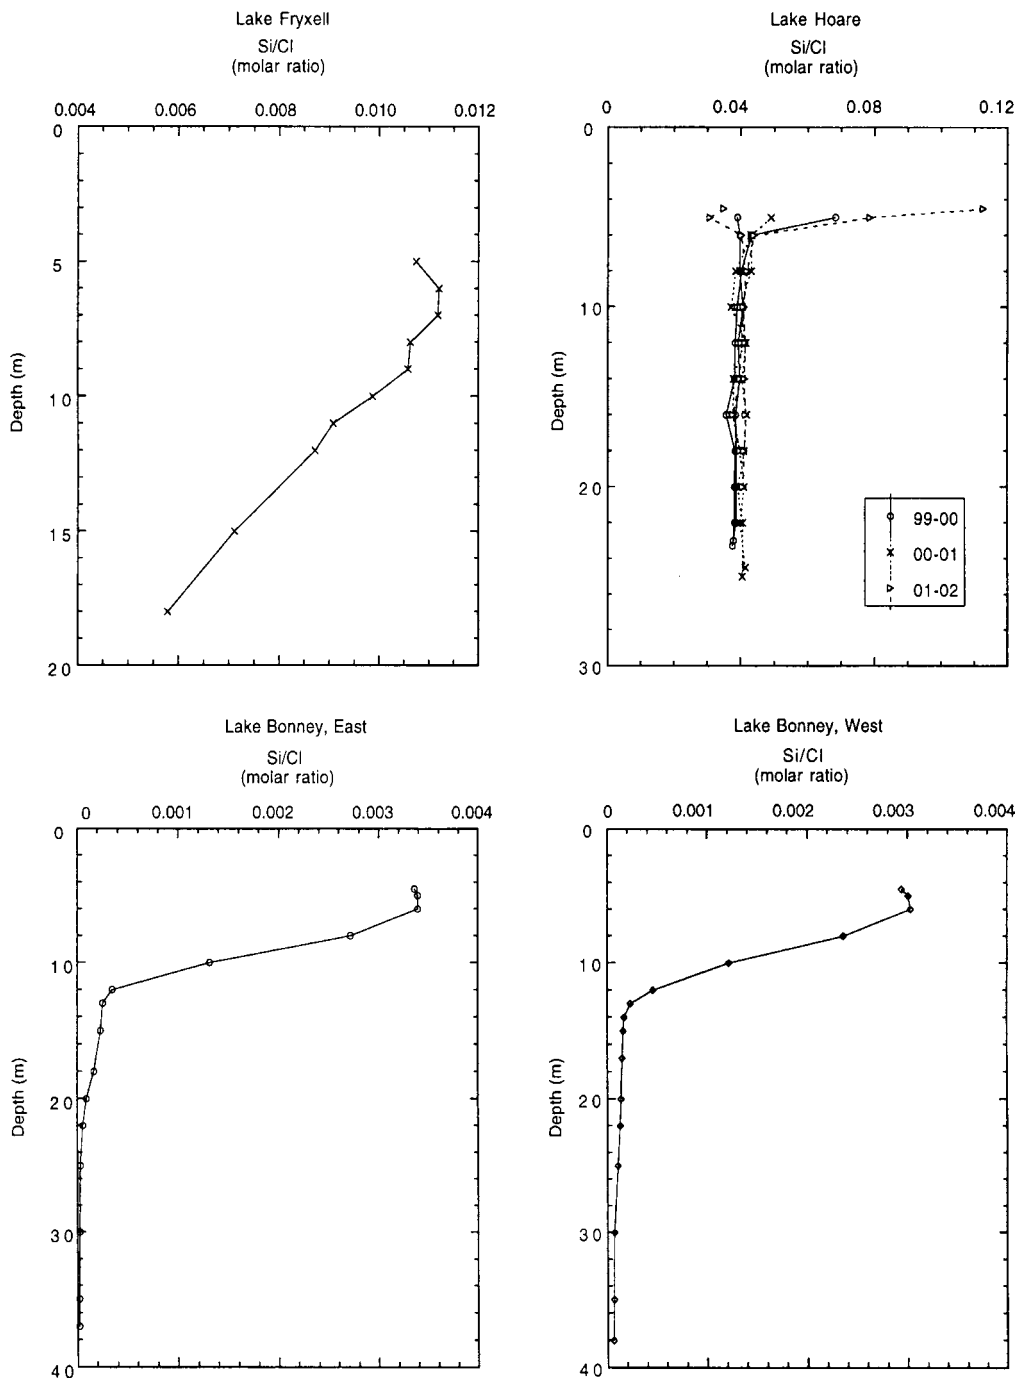 Lake Fryxell
Si/Cl
(molar ratio)
0.004 0.006 0.008 0.010 0.012
0
5
10
15
20
Depth (m)
Lake Hoare
Si/Cl
(molar ratio)
0 0.04 0.08 0.12
0
10
20
30
Depth (m)
99-00
00-01
01-02
Lake Bonney, East
Si/Cl
(molar ratio)
0 0.001 0.002 0.003 0.004
0
10
20
30
40
Depth (m)
Lake Bonney, West
Si/Cl
(molar ratio)
0 0.001 0.002 0.003 0.004
0
10
20
30
40
Depth (m)